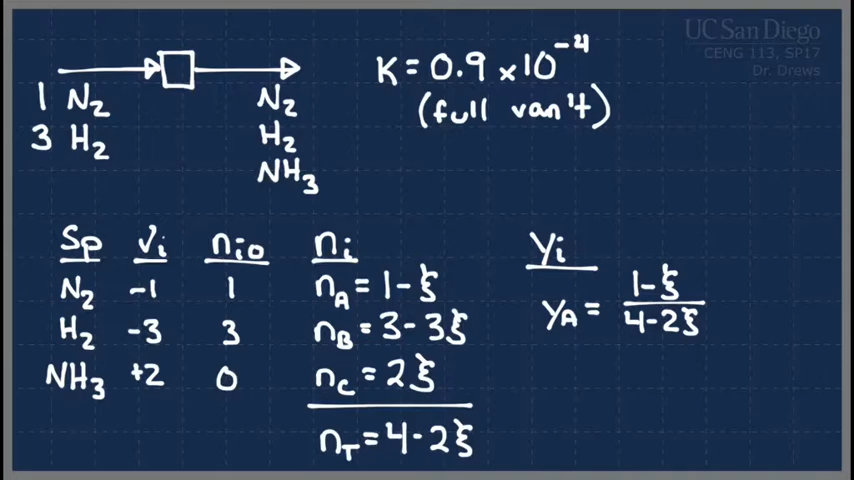 UC San Diego
CENG 113, SP17
Dr. Drews
1 N₂
3 H₂
N₂
H₂
NH₃
K = 0.9 × 10⁻⁴
(full van't)
Sp νᵢ nᵢ₀ nᵢ yᵢ
N₂ -1 1 n_A = 1-ξ y_A = (1-ξ)/(4-2ξ)
H₂ -3 3 n_B = 3-3ξ
NH₃ +2 0 n_C = 2ξ
n_T = 4-2ξ